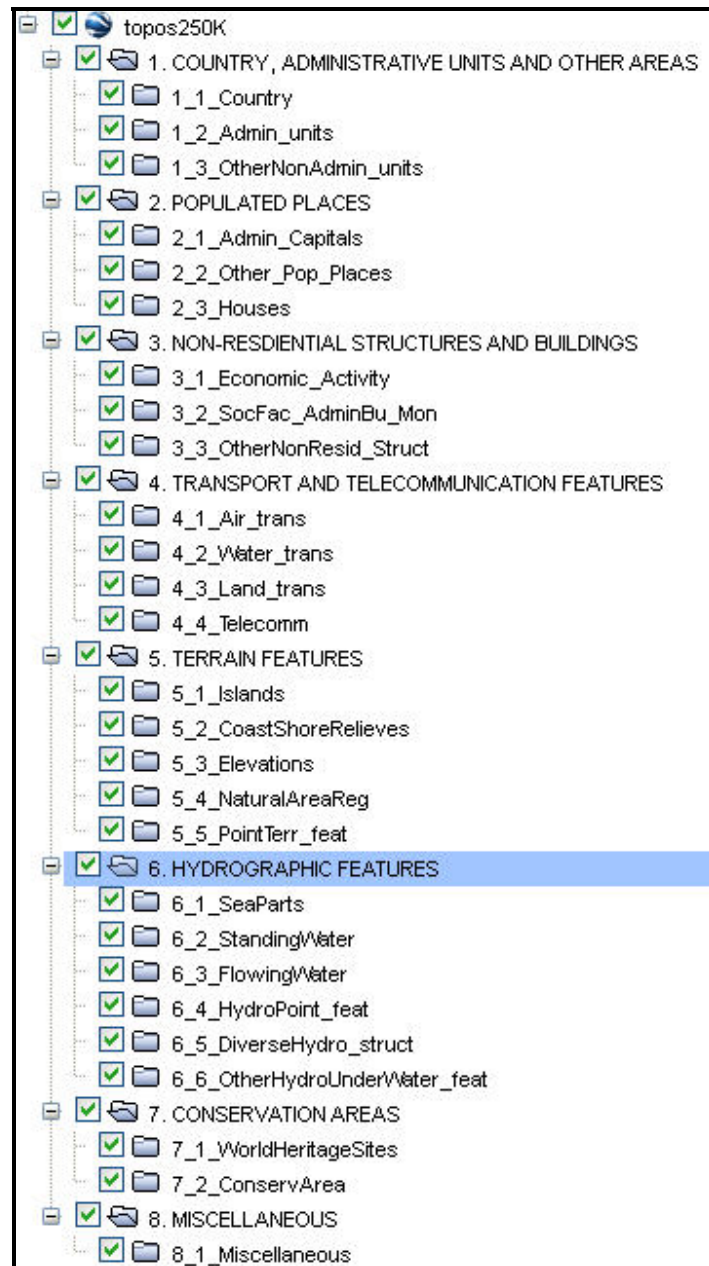 topos250K
1. COUNTRY, ADMINISTRATIVE UNITS AND OTHER AREAS
1_1_Country
1_2_Admin_units
1_3_OtherNonAdmin_units
2. POPULATED PLACES
2_1_Admin_Capitals
2_2_Other_Pop_Places
2_3_Houses
3. NON-RESDIENTIAL STRUCTURES AND BUILDINGS
3_1_Economic_Activity
3_2_SocFac_AdminBu_Mon
3_3_OtherNonResid_Struct
4. TRANSPORT AND TELECOMMUNICATION FEATURES
4_1_Air_trans
4_2_Water_trans
4_3_Land_trans
4_4_Telecomm
5. TERRAIN FEATURES
5_1_Islands
5_2_CoastShoreRelieves
5_3_Elevations
5_4_NaturalAreaReg
5_5_PointTerr_feat
6. HYDROGRAPHIC FEATURES
6_1_SeaParts
6_2_StandingWater
6_3_FlowingWater
6_4_HydroPoint_feat
6_5_DiverseHydro_struct
6_6_OtherHydroUnderWater_feat
7. CONSERVATION AREAS
7_1_WorldHeritageSites
7_2_ConservArea
8. MISCELLANEOUS
8_1_Miscellaneous